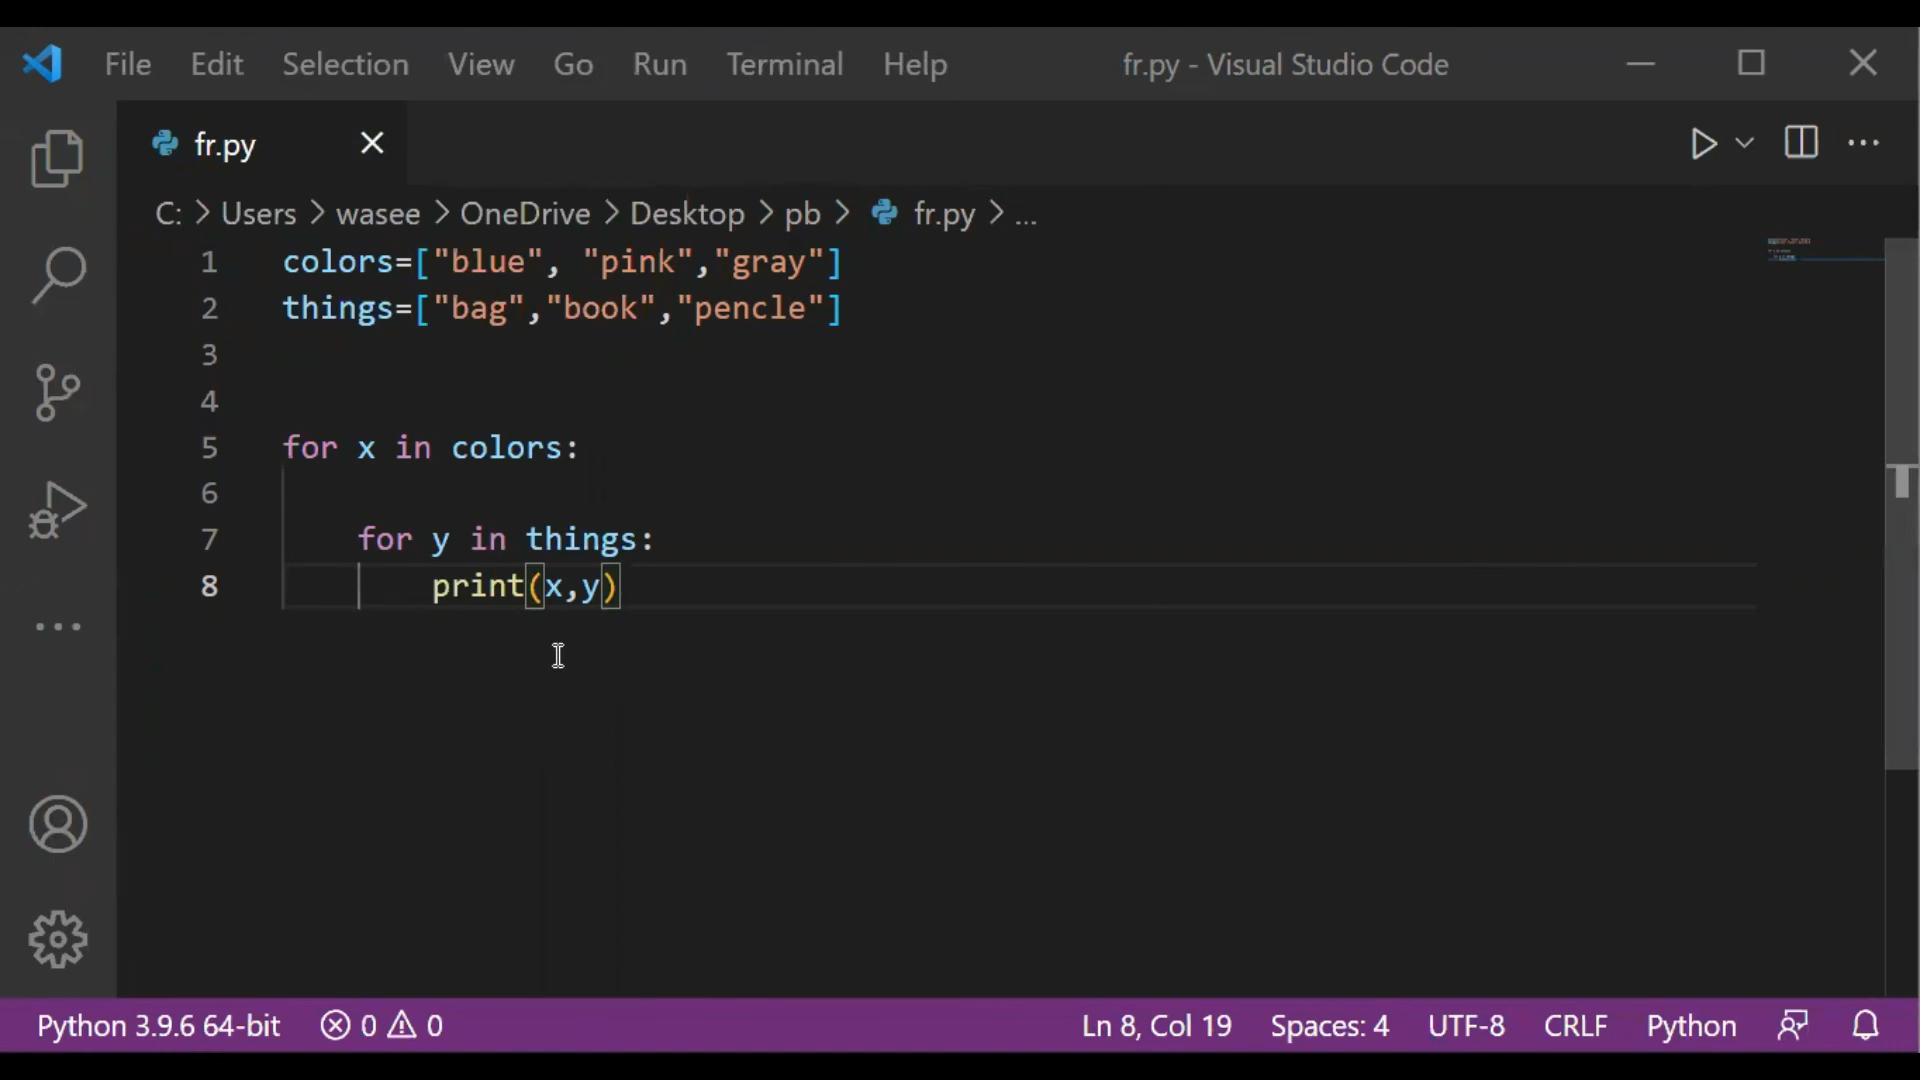 File Edit Selection View Go Run Terminal Help fr.py - Visual Studio Code
fr.py
C: > Users > wasee > OneDrive > Desktop > pb > fr.py > ...
1 colors=["blue", "pink","gray"]
2 things=["bag","book","pencle"]
3
4
5 for x in colors:
6
7     for y in things:
8         print(x,y)
Python 3.9.6 64-bit 0 0 Ln 8, Col 19 Spaces: 4 UTF-8 CRLF Python